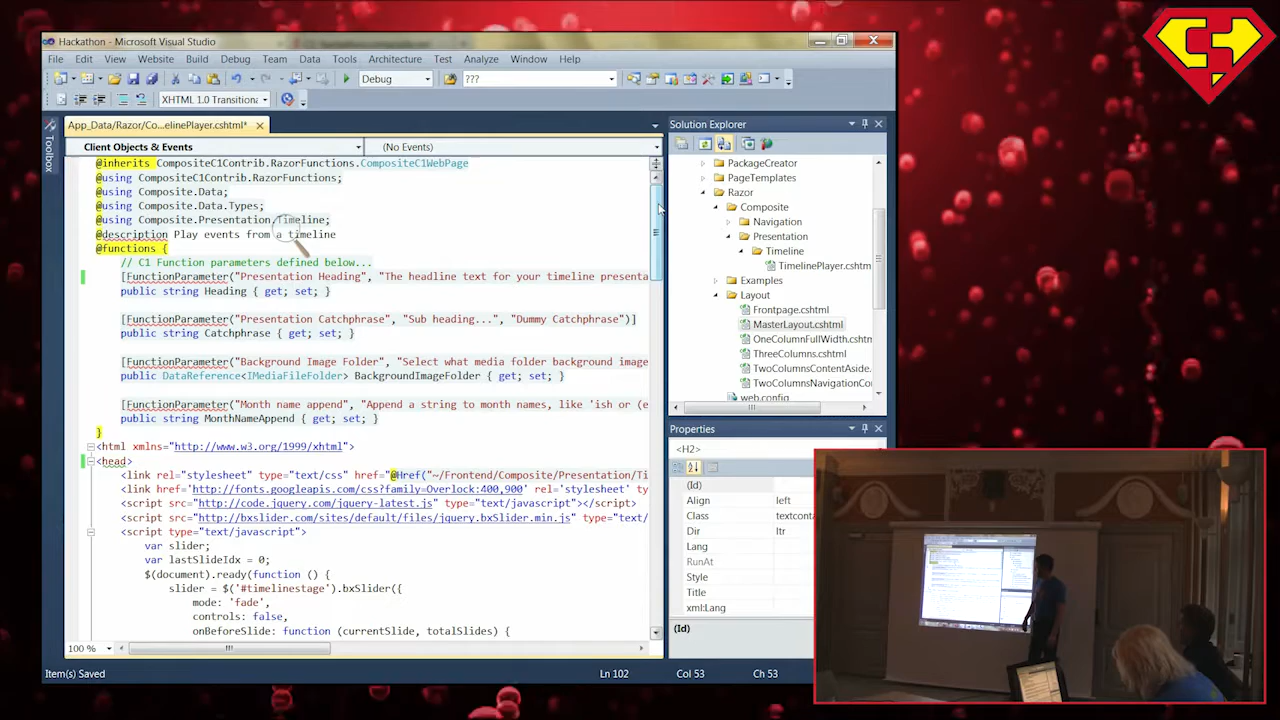 CH
Hackathon - Microsoft Visual Studio
File Edit View Website Build Debug Team Data Tools Architecture Test Analyze Window Help
Debug ???
XHTML 1.0 Transitiona
Toolbox
App_Data/Razor/Co...elinePlayer.cshtml*
Client Objects & Events (No Events)
@inherits CompositeC1Contrib.RazorFunctions.CompositeC1WebPage
@using CompositeC1Contrib.RazorFunctions;
@using Composite.Data;
@using Composite.Data.Types;
@using Composite.Presentation.Timeline;
@description Play events from a timeline
@functions {
// C1 Function parameters defined below...
[FunctionParameter("Presentation Heading", "The headline text for your timeline presenta
public string Heading { get; set; }
[FunctionParameter("Presentation Catchphrase", "Sub heading...", "Dummy Catchphrase")]
public string Catchphrase { get; set; }
[FunctionParameter("Background Image Folder", "Select what media folder background image
public DataReference<IMediaFileFolder> BackgroundImageFolder { get; set; }
[FunctionParameter("Month name append", "Append a string to month names, like 'ish or (e
public string MonthNameAppend { get; set; }
}
<html xmlns="http://www.w3.org/1999/xhtml">
<head>
<link rel="stylesheet" type="text/css" href="@Href("~/Frontend/Composite/Presentation/Ti
<link href='http://fonts.googleapis.com/css?family=Overlock:400,900' rel='stylesheet' ty
<script src="http://code.jquery.com/jquery-latest.js" type="text/javascript"></script>
<script src="http://bxslider.com/sites/default/files/jquery.bxSlider.min.js" type="text/
<script type="text/javascript">
var slider;
var lastSlideIdx = 0;
$(document).ready(function () {
slider = $('#timelinestage').bxSlider({
mode: 'fade',
controls: false,
onBeforeSlide: function (currentSlide, totalSlides) {
100 %
Solution Explorer
PackageCreator
PageTemplates
Razor
Composite
Navigation
Presentation
Timeline
TimelinePlayer.cshtm
Examples
Layout
Frontpage.cshtml
MasterLayout.cshtml
OneColumnFullWidth.cshtm
ThreeColumns.cshtml
TwoColumnsContentAside.
TwoColumnsNavigationCo
web.config
Properties
<H2>
(Id)
Align left
Class textconta
Dir ltr
Lang
RunAt
Style
Title
xml:Lang
(Id)
Item(s) Saved Ln 102 Col 53 Ch 53